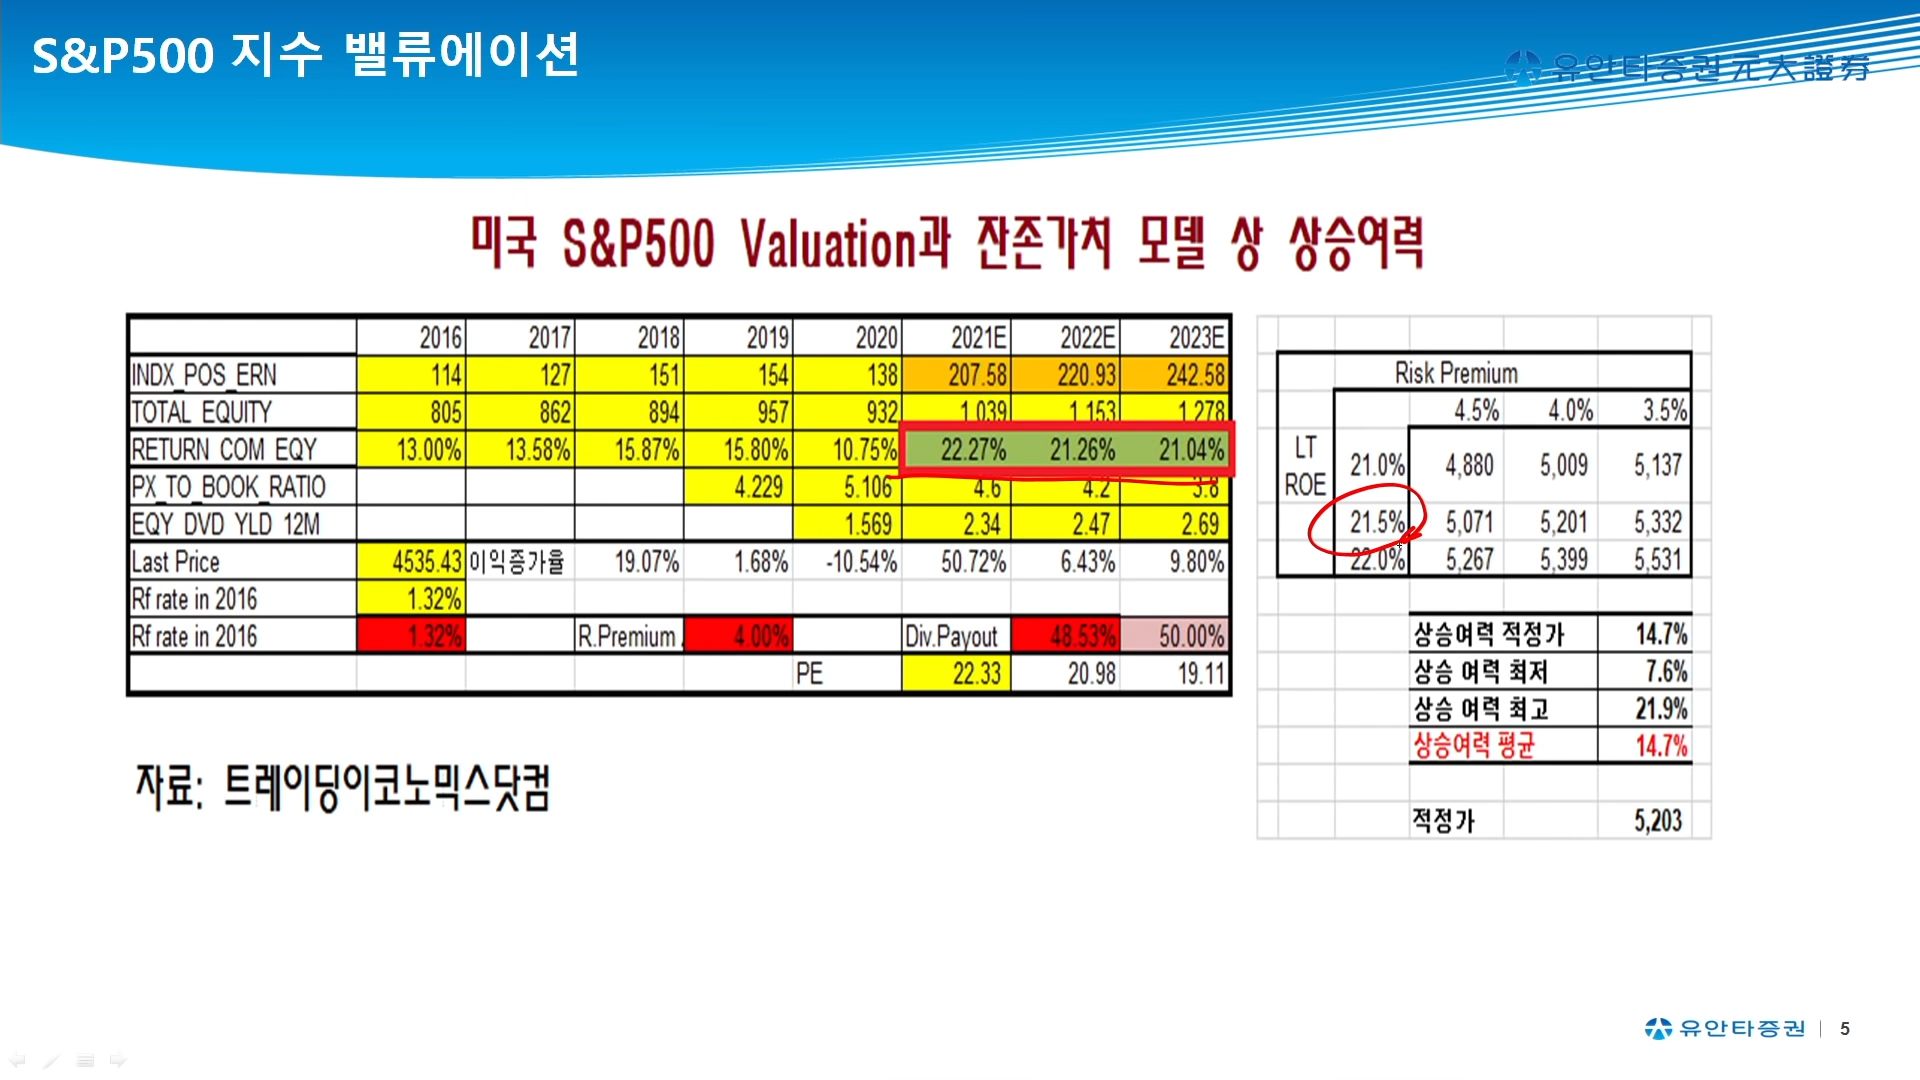 S&P500 지수 밸류에이션
유안타증권 元大證券
미국 S&P500 Valuation과 잔존가치 모델 상 상승여력
2016 2017 2018 2019 2020 2021E 2022E 2023E
INDX_POS_ERN 114 127 151 154 138 207.58 220.93 242.58
TOTAL EQUITY 805 862 894 957 932 1,039 1,153 1,278
RETURN COM EQY 13.00% 13.58% 15.87% 15.80% 10.75% 22.27% 21.26% 21.04%
PX_TO_BOOK_RATIO 4.229 5.106 4.6 4.2 3.8
EQY DVD YLD 12M 1.569 2.34 2.47 2.69
Last Price 4535.43 이익증가율 19.07% 1.68% -10.54% 50.72% 6.43% 9.80%
Rf rate in 2016 1.32%
Rf rate in 2016 1.32% R.Premium 4.00% Div.Payout 48.53% 50.00%
PE 22.33 20.98 19.11
자료: 트레이딩이코노믹스닷컴
Risk Premium
4.5% 4.0% 3.5%
LT ROE
21.0% 4,880 5,009 5,137
21.5% 5,071 5,201 5,332
22.0% 5,267 5,399 5,531
상승여력 적정가 14.7%
상승 여력 최저 7.6%
상승 여력 최고 21.9%
상승여력 평균 14.7%
적정가 5,203
유안타증권 | 5